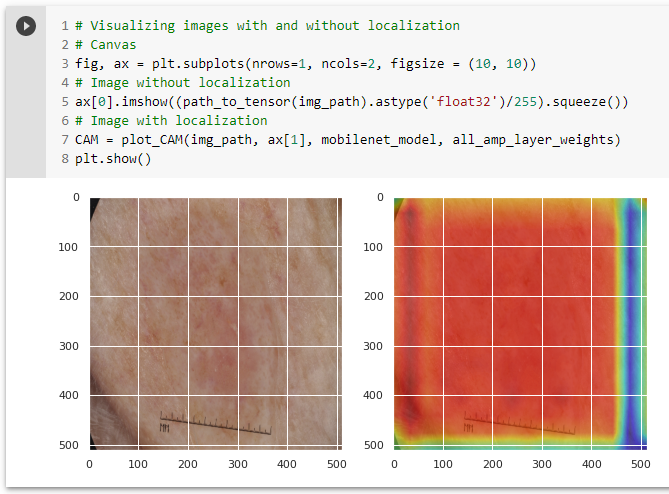 1 # Visualizing images with and without localization
2 # Canvas
3 fig, ax = plt.subplots(nrows=1, ncols=2, figsize = (10, 10))
4 # Image without localization
5 ax[0].imshow((path_to_tensor(img_path).astype('float32')/255).squeeze())
6 # Image with localization
7 CAM = plot_CAM(img_path, ax[1], mobilenet_model, all_amp_layer_weights)
8 plt.show()
0
100
200
300
400
500
0 100 200 300 400 500
MM
0
100
200
300
400
500
0 100 200 300 400 500
MM